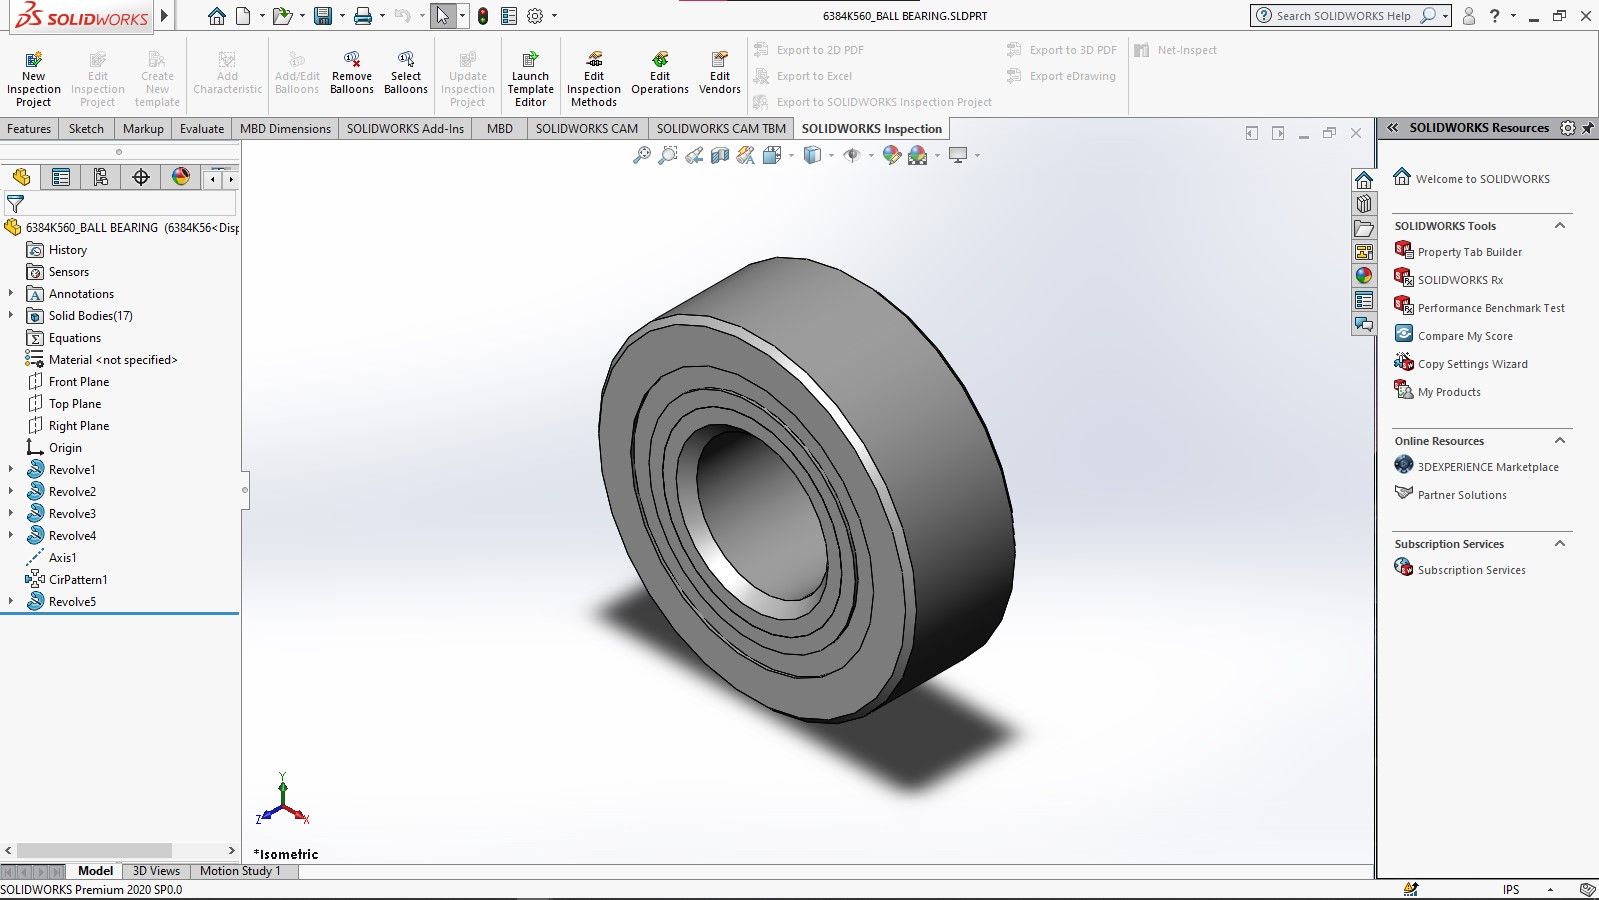 SOLIDWORKS
6384K560_BALL BEARING.SLDPRT
Search SOLIDWORKS Help
New Inspection Project
Edit Inspection Project
Create New template
Add Characteristic
Add/Edit Balloons
Remove Balloons
Select Balloons
Update Inspection Project
Launch Template Editor
Edit Inspection Methods
Edit Operations
Edit Vendors
Export to 2D PDF
Export to Excel
Export to SOLIDWORKS Inspection Project
Export to 3D PDF
Export eDrawing
Net-Inspect
Features Sketch Markup Evaluate MBD Dimensions SOLIDWORKS Add-Ins MBD SOLIDWORKS CAM SOLIDWORKS CAM TBM SOLIDWORKS Inspection
6384K560_BALL BEARING (6384K56<Disp
History
Sensors
Annotations
Solid Bodies(17)
Equations
Material <not specified>
Front Plane
Top Plane
Right Plane
Origin
Revolve1
Revolve2
Revolve3
Revolve4
Axis1
CirPattern1
Revolve5
Y
Z
X
*Isometric
SOLIDWORKS Resources
Welcome to SOLIDWORKS
SOLIDWORKS Tools
Property Tab Builder
SOLIDWORKS Rx
Performance Benchmark Test
Compare My Score
Copy Settings Wizard
My Products
Online Resources
3DEXPERIENCE Marketplace
Partner Solutions
Subscription Services
Subscription Services
Model 3D Views Motion Study 1
SOLIDWORKS Premium 2020 SP0.0
IPS